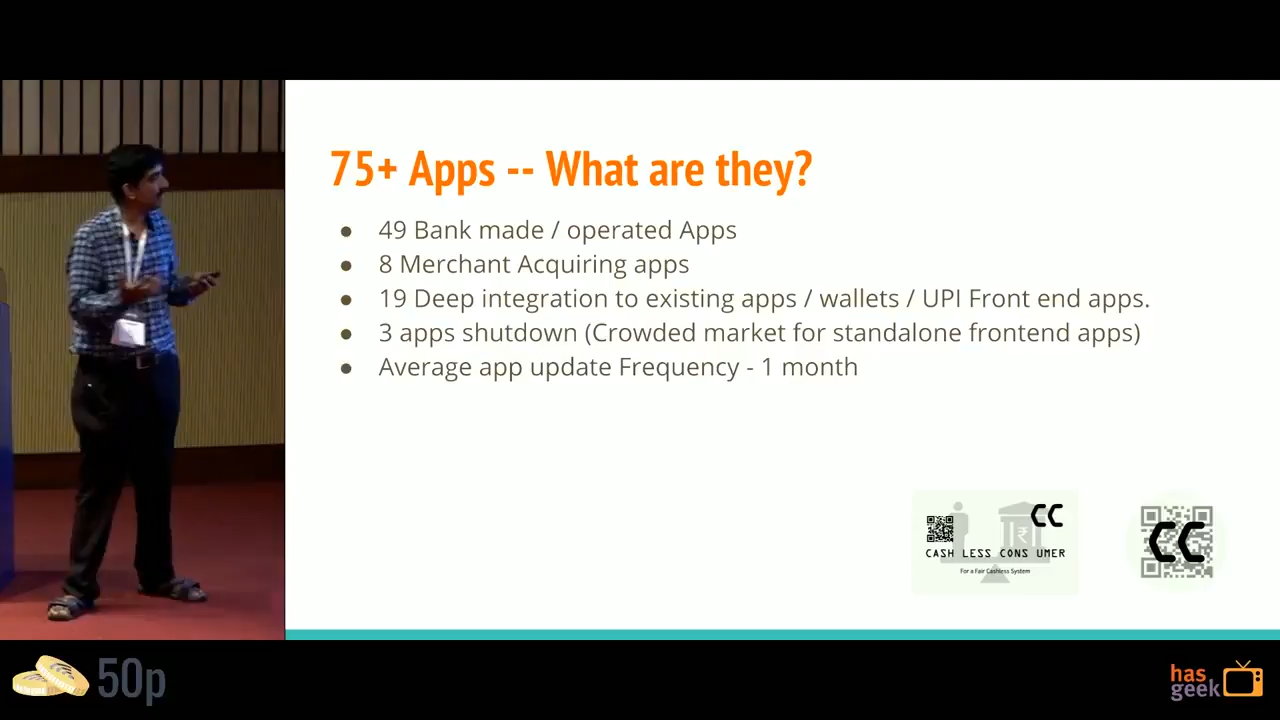 75+ Apps -- What are they?
● 49 Bank made / operated Apps
● 8 Merchant Acquiring apps
● 19 Deep integration to existing apps / wallets / UPI Front end apps.
● 3 apps shutdown (Crowded market for standalone frontend apps)
● Average app update Frequency - 1 month
CC
CASH LESS CONS UMER
For a Fair Cashless System
CC
50p
has
geek